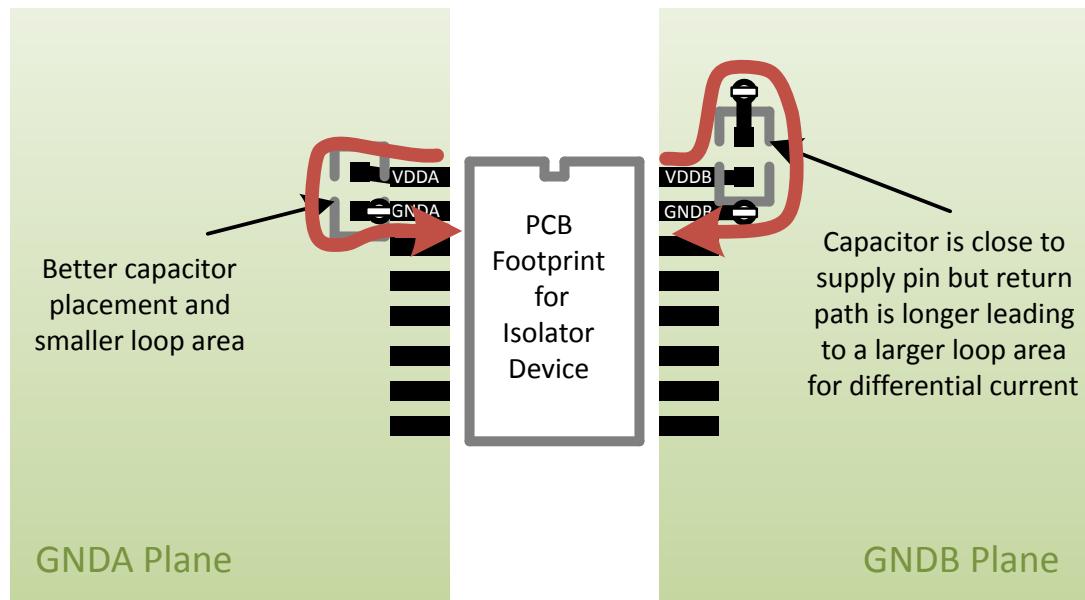 VDDA
GNDA
VDDB
GNDB
PCB
Footprint
for
Isolator
Device
Better capacitor
placement and
smaller loop area
Capacitor is close to
supply pin but return
path is longer leading
to a larger loop area
for differential current
GNDA Plane
GNDB Plane